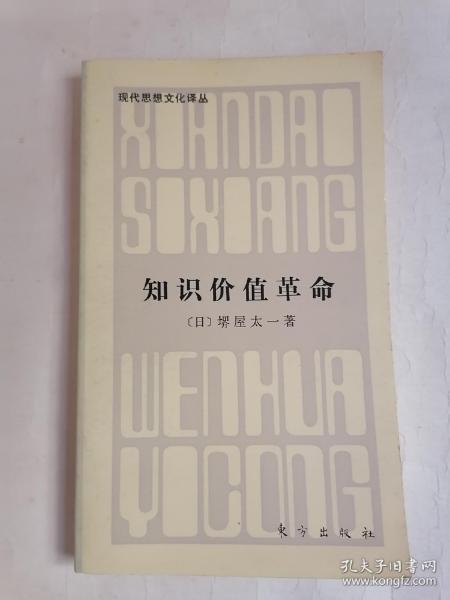 现代思想文化译丛
XIANDAI
SIXIANG
知识价值革命
〔日〕堺屋太一著
WENHUA
YICONG
东方出版社
孔夫子旧书网
www.kongfz.com